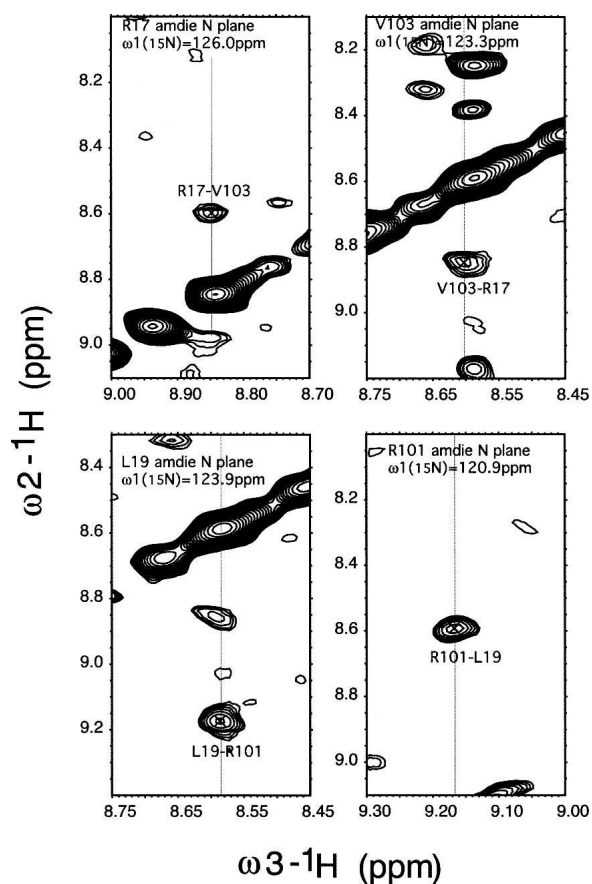 R17 amdie N plane
ω1(15N)=126.0ppm
8.2
8.4
R17-V103
8.6
8.8
9.0
9.00
8.90
8.80
8.70
V103 amdie N plane
ω1(15N)=123.3ppm
8.2
8.4
8.6
8.8
V103-R17
9.0
8.75
8.65
8.55
8.45
ω2-¹H (ppm)
L19 amdie N plane
ω1(15N)=123.9ppm
8.4
8.6
8.8
9.0
9.2
L19-R101
8.75
8.65
8.55
8.45
R101 amdie N plane
ω1(15N)=120.9ppm
8.4
8.6
R101-L19
8.8
9.0
9.30
9.20
9.10
9.00
ω3-¹H (ppm)